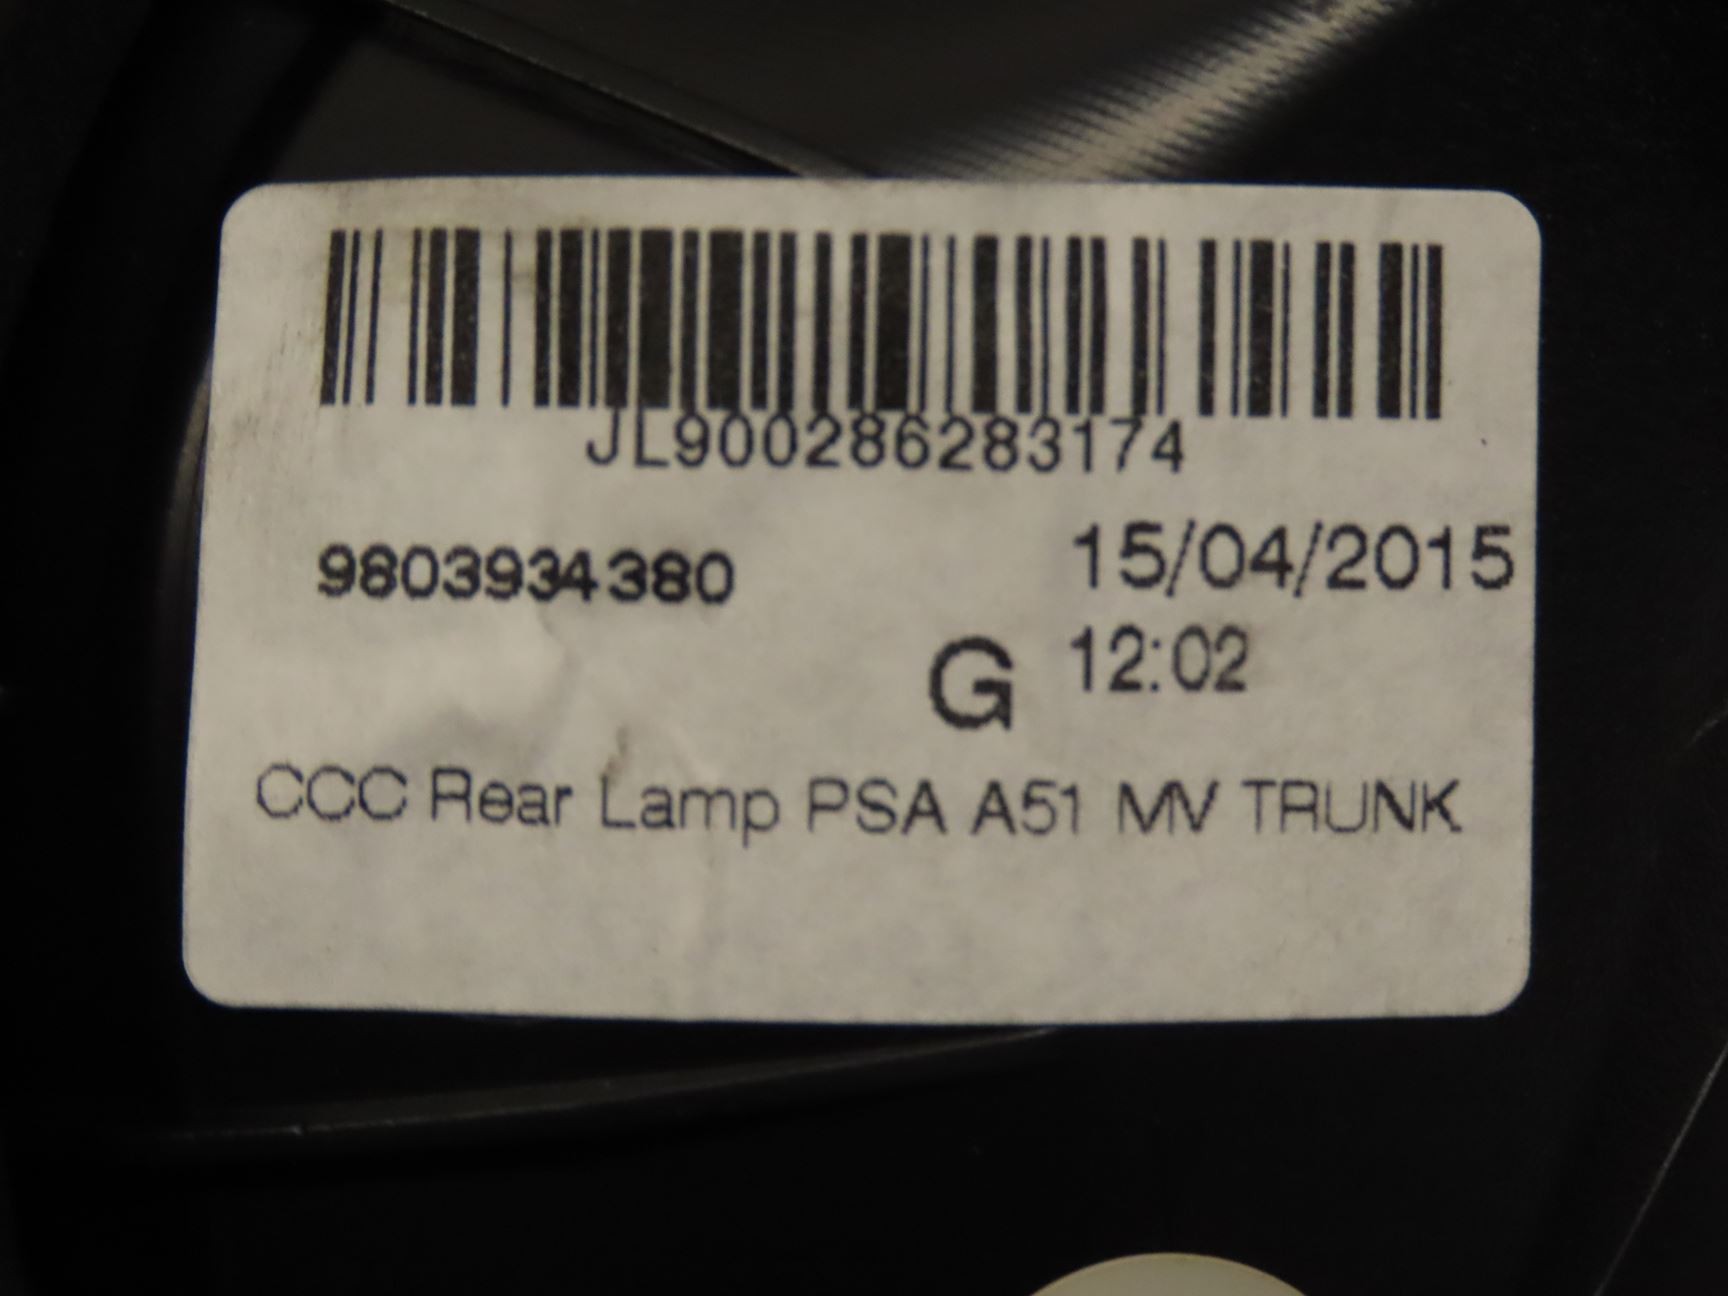 JL900286283174
9803934380
15/04/2015
G
12:02
CCC Rear Lamp PSA A51 MV TRUNK